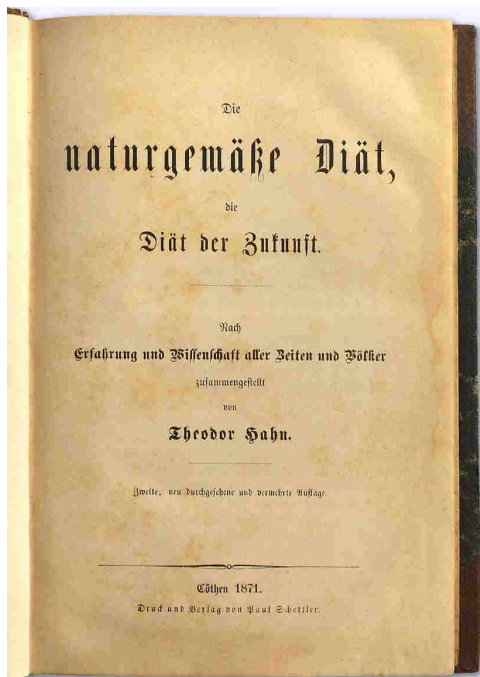 Die
naturgemäße Diät,
die
Diät der Zukunft.
Nach
Erfahrung und Wissenschaft aller Zeiten und Völker
zusammengestellt
von
Theodor Hahn.
Zweite, neu durchgesehene und vermehrte Auflage.
Cöthen 1871.
Druck und Verlag von Paul Schettler.